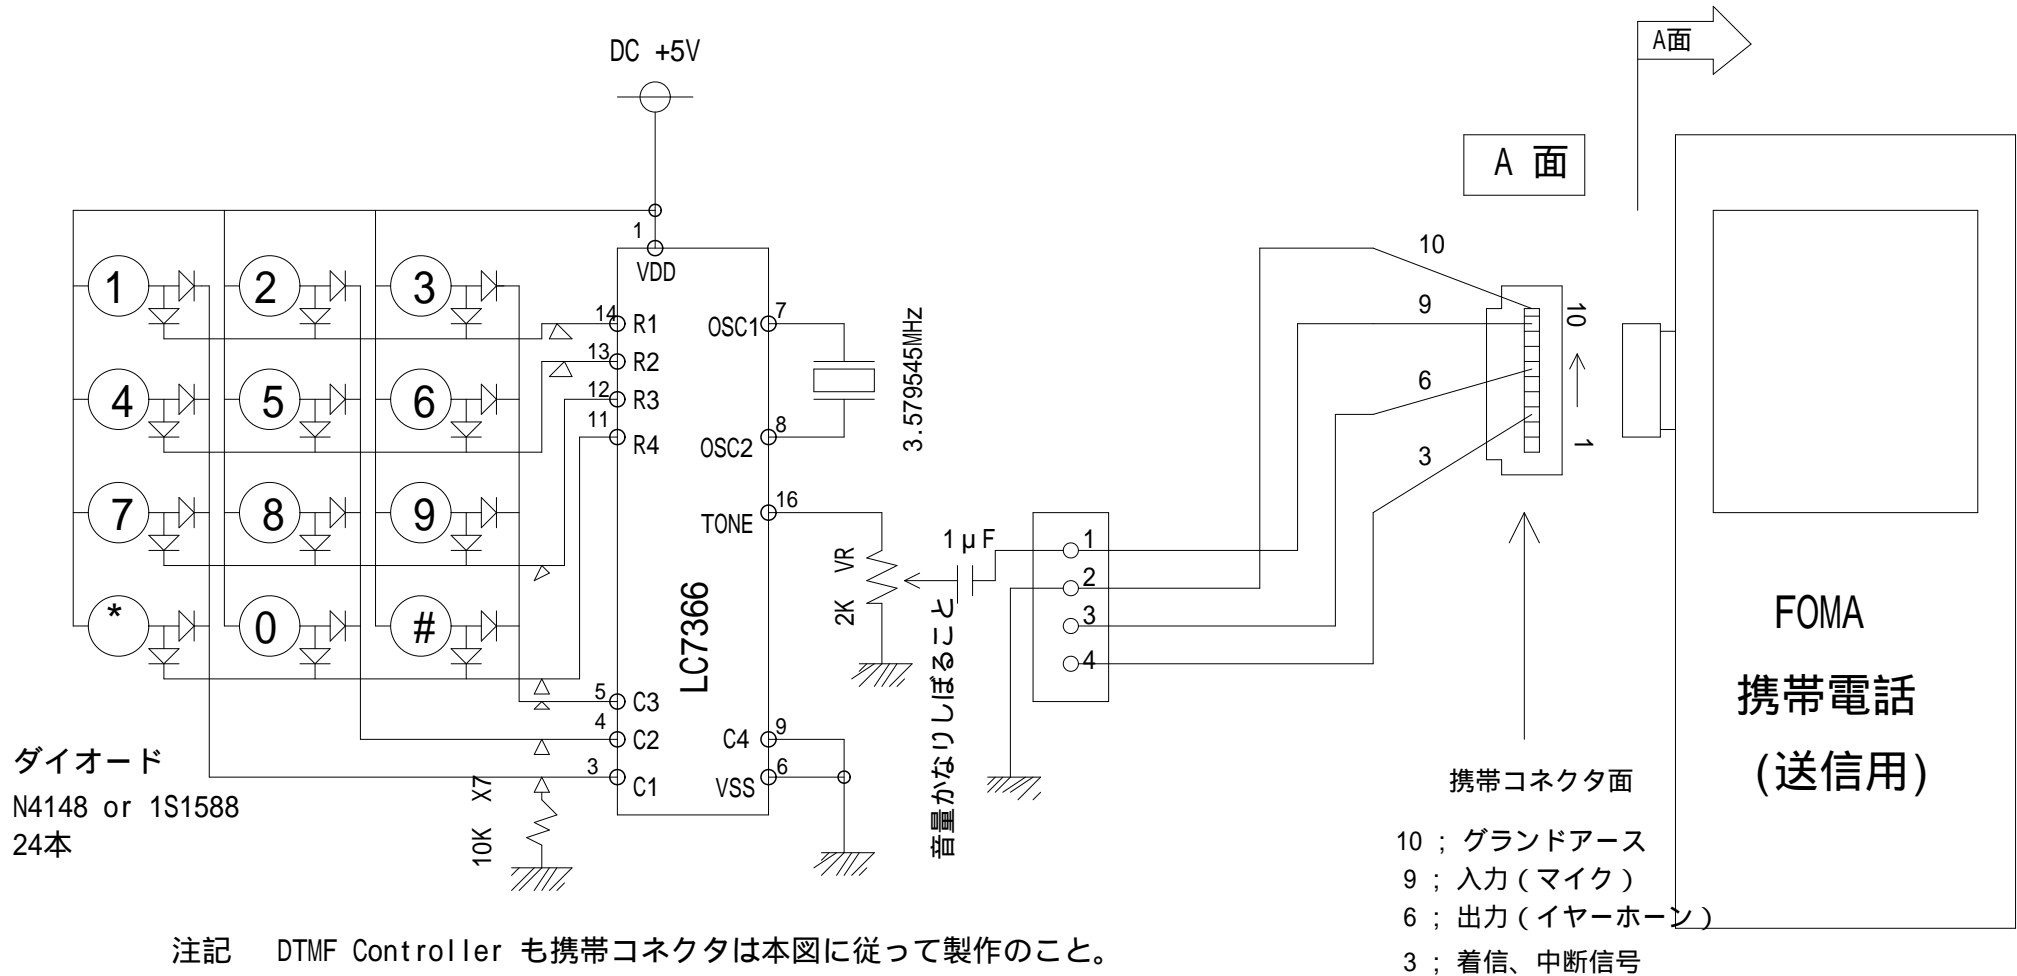 DC +5V
A面
A 面
1
VDD
1
2
3
14
R1
OSC1
7
13
R2
12
R3
11
R4
4
5
6
OSC2
8
3.579545MHz
7
8
9
TONE
16
*
0
#
LC7366
2K VR
1μF
音量かなりしぼること
5
C3
4
C2
3
C1
C4
9
VSS
6
10K X7
1
2
3
4
10
9
6
3
10
1
ダイオード
N4148 or 1S1588
24本
FOMA
携帯電話
(送信用)
携帯コネクタ面
10 ; グランドアース
9 ; 入力(マイク)
6 ; 出力(イヤーホーン)
3 ; 着信、中断信号
注記 DTMF Controller も携帯コネクタは本図に従って製作のこと。